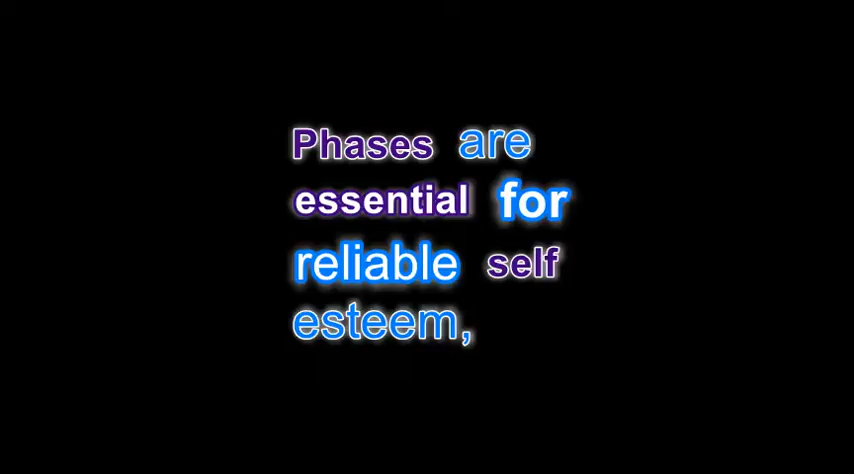 Phases are
essential for
reliable self
esteem,